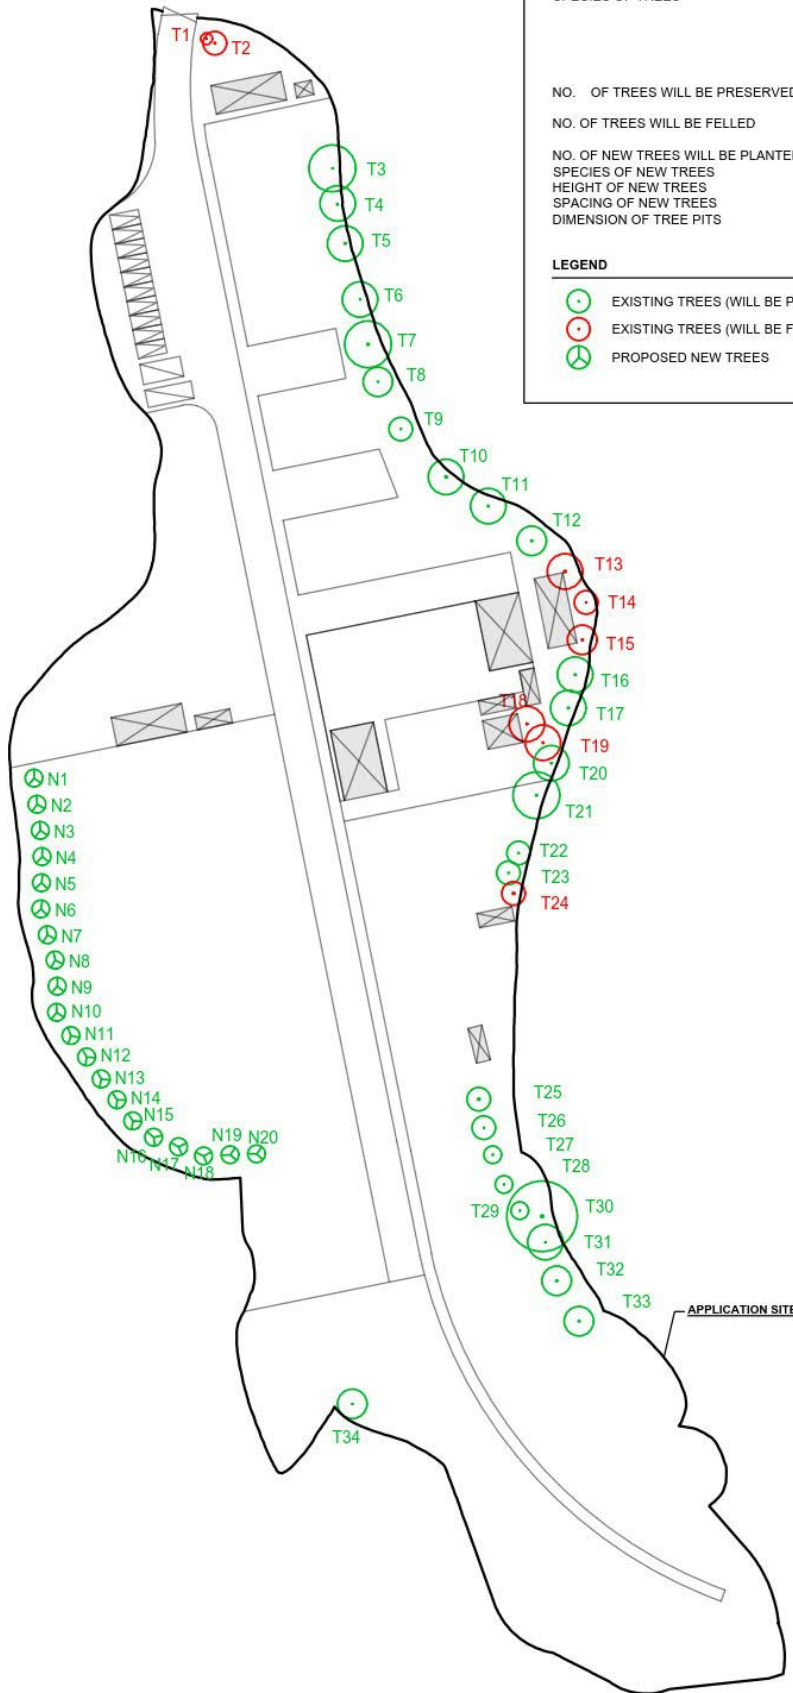 NO. OF TREES WILL BE PRESERVED
NO. OF TREES WILL BE FELLED
NO. OF NEW TREES WILL BE PLANTE
SPECIES OF NEW TREES
HEIGHT OF NEW TREES
SPACING OF NEW TREES
DIMENSION OF TREE PITS
LEGEND
EXISTING TREES (WILL BE P
EXISTING TREES (WILL BE F
PROPOSED NEW TREES
T1
T2
T3
T4
T5
T6
T7
T8
T9
T10
T11
T12
T13
T14
T15
T16
T17
T18
T19
T20
T21
T22
T23
T24
N1
N2
N3
N4
N5
N6
N7
N8
N9
N10
N11
N12
N13
N14
N15
N16
N17
N18
N19
N20
T25
T26
T27
T28
T29
T30
T31
T32
T33
APPLICATION SITE
T34